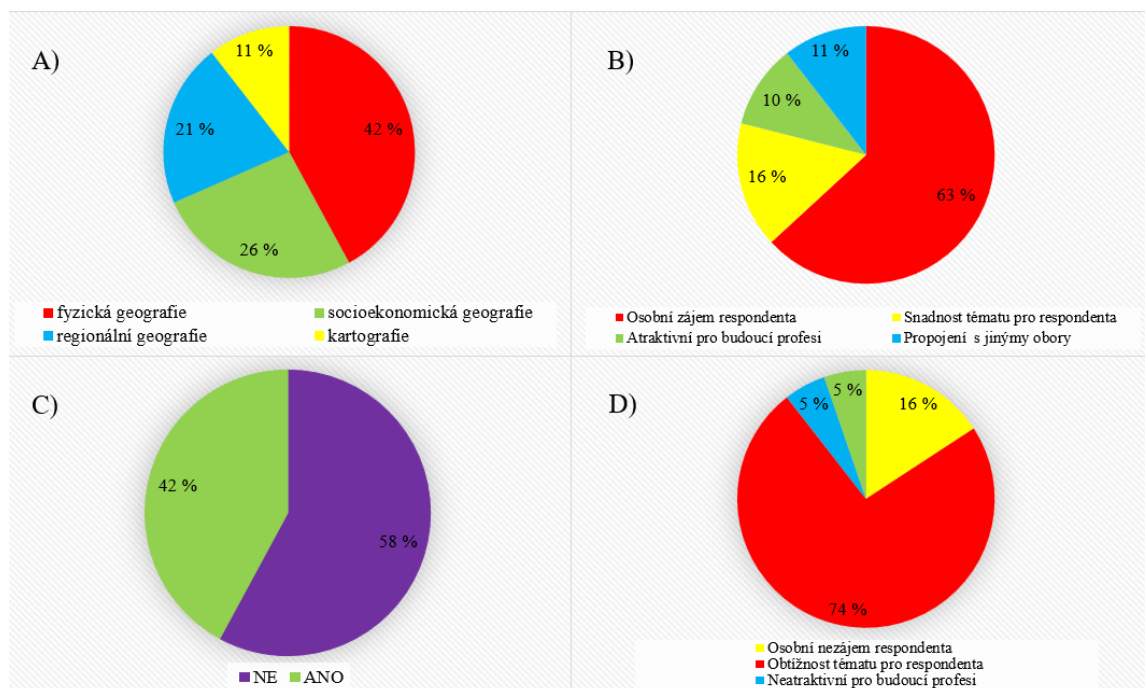 A)
11 %
42 %
21 %
26 %
fyzická geografie socioekonomická geografie
regionální geografie kartografie
B)
11 %
10 %
16 %
63 %
Osobní zájem respondenta Snadnost tématu pro respondenta
Atraktivní pro budoucí profesi Propojení s jinýmy obory
C)
42 %
58 %
NE ANO
D)
5 %
5 %
16 %
74 %
Osobní nezájem respondenta
Obtížnost tématu pro respondenta
Neatraktivní pro budoucí profesi